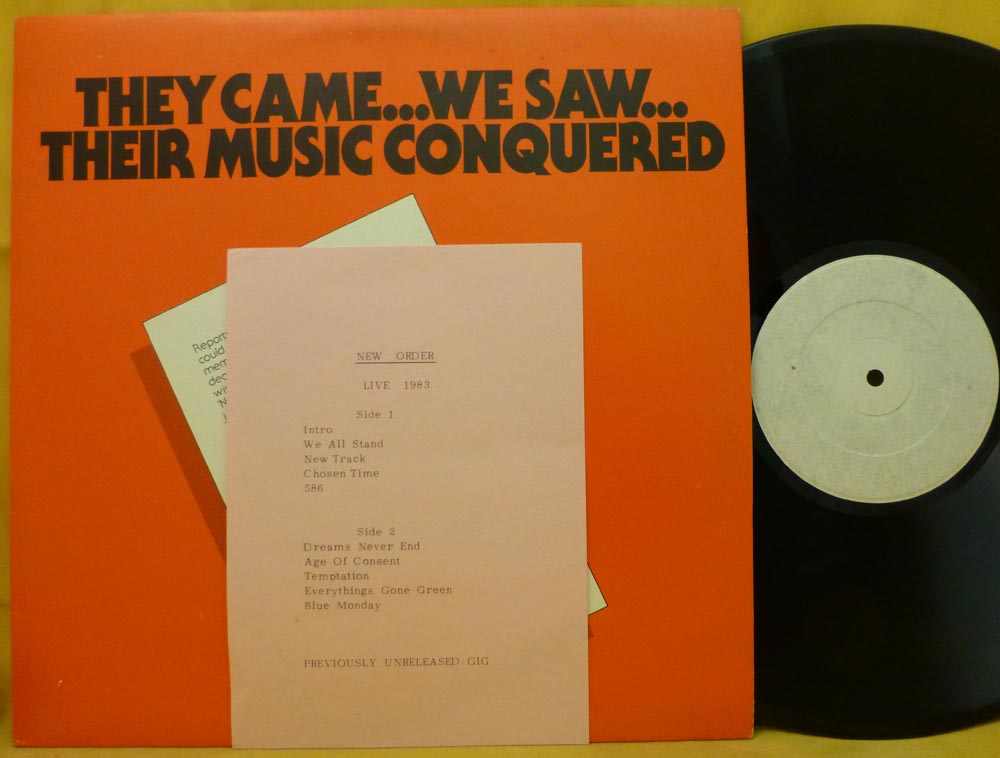 THEY CAME...WE SAW...
THEIR MUSIC CONQUERED
could
NEW ORDER
LIVE 1983
Side 1
Intro
We All Stand
New Track
Chosen Time
586
Side 2
Dreams Never End
Age Of Consent
Temptation
Everythings Gone Green
Blue Monday
PREVIOUSLY UNRELEASED GIG